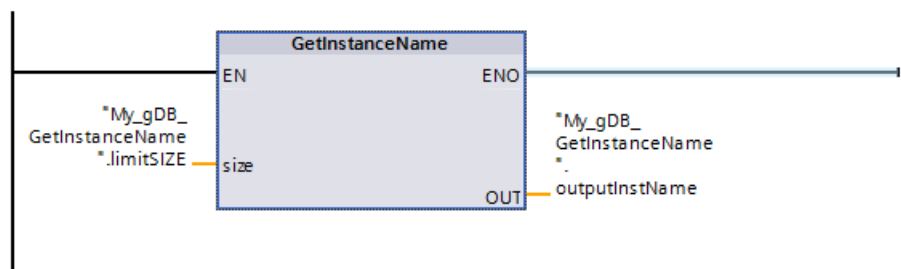 GetInstanceName
EN
ENO
"My_gDB_
GetInstanceName
".limitSIZE
size
"My_gDB_
GetInstanceName
".
outputInstName
OUT